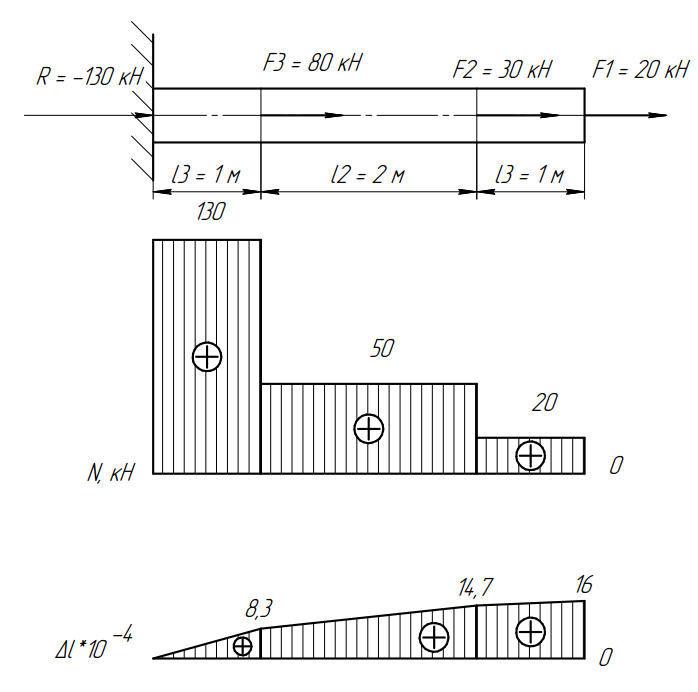 R = -130 кН
F3 = 80 кН
F2 = 30 кН
F1 = 20 кН
l3 = 1 м
l2 = 2 м
l3 = 1 м
130
50
20
N, кН
0
8,3
14,7
16
Δl*10⁻⁴
0